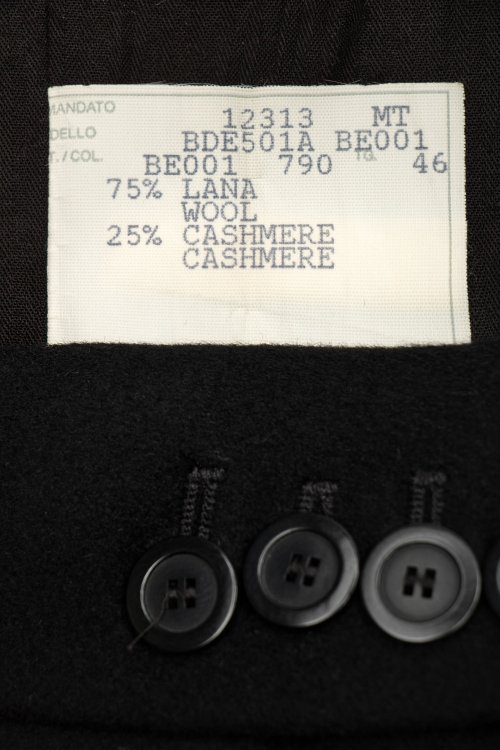 MANDATO 12313 MT
DELLO BDE501A BE001
T./COL. BE001 790 TG. 46
75% LANA
WOOL
25% CASHMERE
CASHMERE